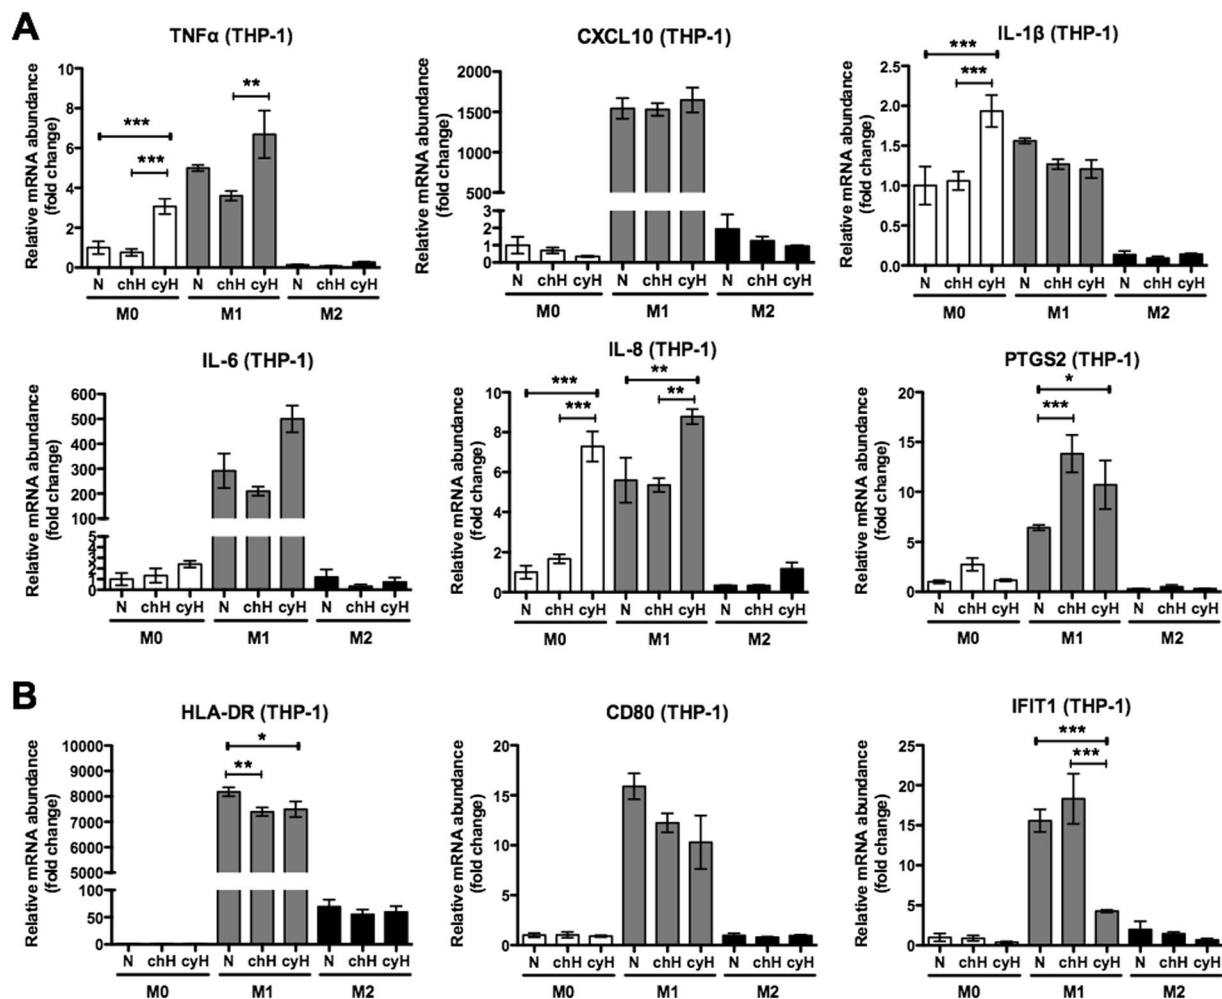 A
TNFα (THP-1)
Relative mRNA abundance
(fold change)
10
8
6
4
2
0
***
***
**
N chH cyH N chH cyH N chH cyH
M0 M1 M2
CXCL10 (THP-1)
Relative mRNA abundance
(fold change)
2000
1500
1000
500
3
2
1
0
N chH cyH N chH cyH N chH cyH
M0 M1 M2
IL-1β (THP-1)
Relative mRNA abundance
(fold change)
2.5
2.0
1.5
1.0
0.5
0.0
***
***
N chH cyH N chH cyH N chH cyH
M0 M1 M2
IL-6 (THP-1)
Relative mRNA abundance
(fold change)
600
500
400
300
200
100
5
4
3
2
1
0
N chH cyH N chH cyH N chH cyH
M0 M1 M2
IL-8 (THP-1)
Relative mRNA abundance
(fold change)
10
8
6
4
2
0
***
***
**
**
N chH cyH N chH cyH N chH cyH
M0 M1 M2
PTGS2 (THP-1)
Relative mRNA abundance
(fold change)
20
15
10
5
0
*
***
N chH cyH N chH cyH N chH cyH
M0 M1 M2
B
HLA-DR (THP-1)
Relative mRNA abundance
(fold change)
10000
9000
8000
7000
6000
5000
100
50
0
*
**
N chH cyH N chH cyH N chH cyH
M0 M1 M2
CD80 (THP-1)
Relative mRNA abundance
(fold change)
20
15
10
5
0
N chH cyH N chH cyH N chH cyH
M0 M1 M2
IFIT1 (THP-1)
Relative mRNA abundance
(fold change)
25
20
15
10
5
0
***
***
N chH cyH N chH cyH N chH cyH
M0 M1 M2